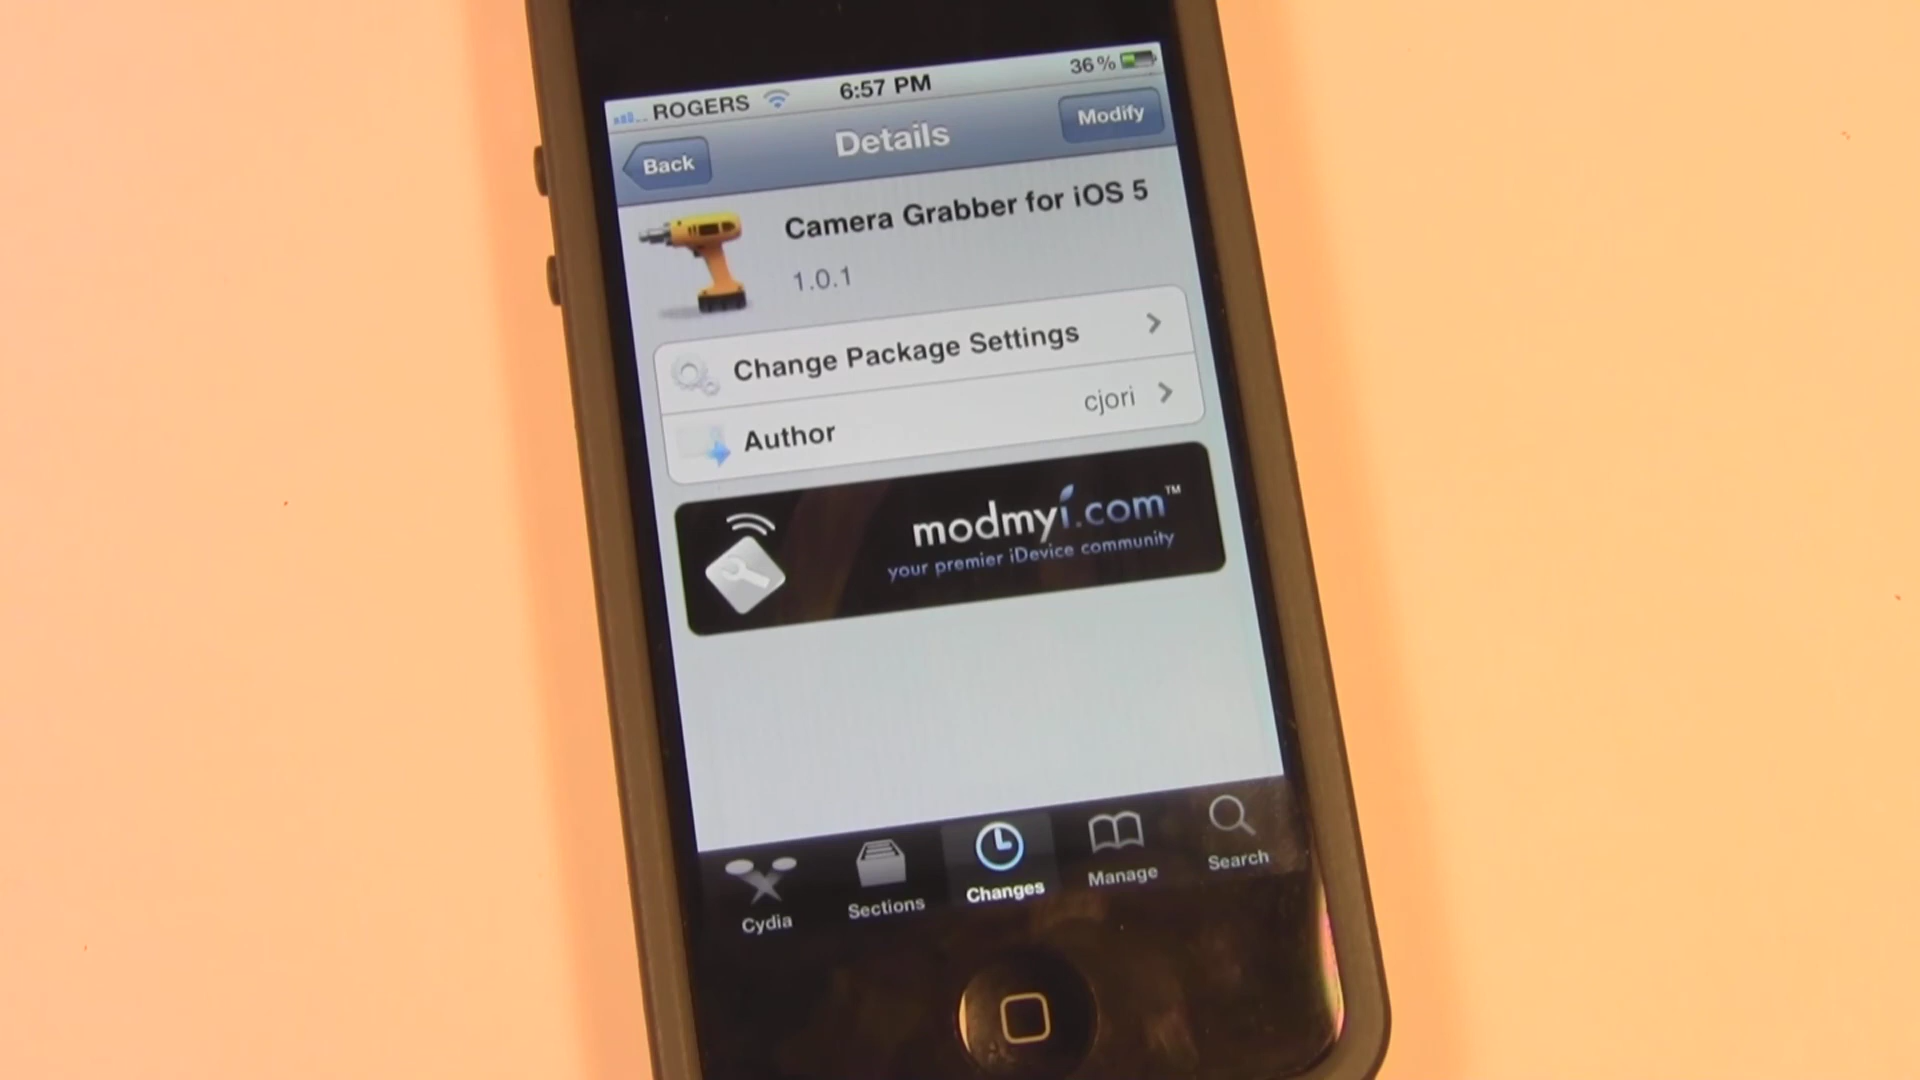 ROGERS 6:57 PM 36%
Back Details Modify
Camera Grabber for iOS 5
1.0.1
Change Package Settings
Author cjori
modmyi.com™
your premier iDevice community
Cydia Sections Changes Manage Search